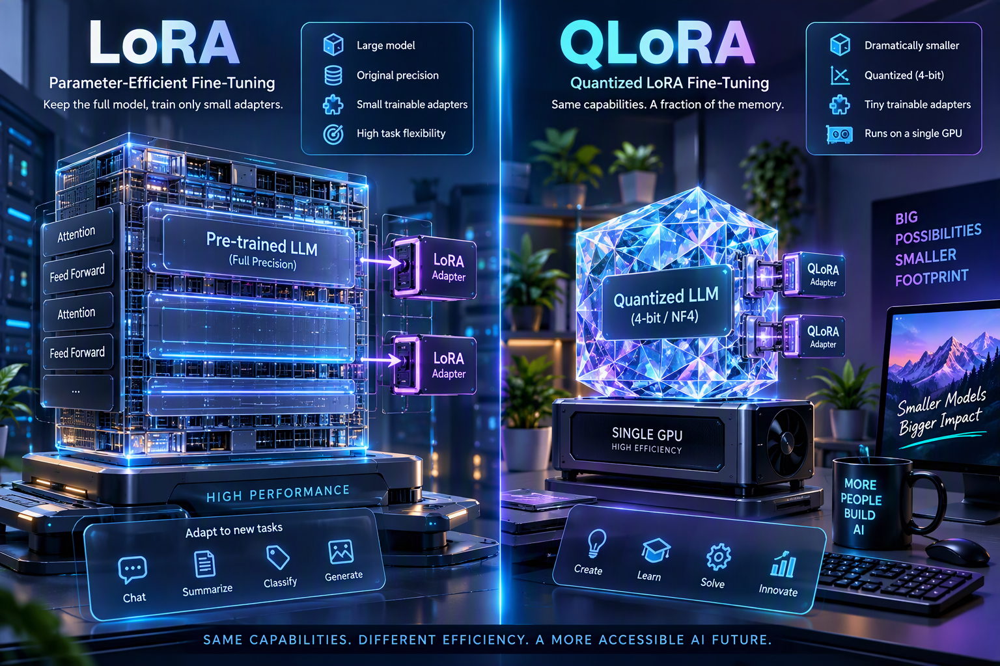 LoRA
Parameter-Efficient Fine-Tuning
Keep the full model, train only small adapters.
Large model
Original precision
Small trainable adapters
High task flexibility
Attention
Feed Forward
Attention
Feed Forward
...
Pre-trained LLM
(Full Precision)
LoRA
Adapter
LoRA
Adapter
HIGH PERFORMANCE
Adapt to new tasks
Chat
Summarize
Classify
Generate
QLoRA
Quantized LoRA Fine-Tuning
Same capabilities. A fraction of the memory.
Dramatically smaller
Quantized (4-bit)
Tiny trainable adapters
Runs on a single GPU
Quantized LLM
(4-bit / NF4)
QLoRA
Adapter
QLoRA
Adapter
SINGLE GPU
HIGH EFFICIENCY
BIG
POSSIBILITIES
SMALLER
FOOTPRINT
Smaller Models
Bigger Impact
MORE
PEOPLE
BUILD
AI
Create
Learn
Solve
Innovate
SAME CAPABILITIES. DIFFERENT EFFICIENCY. A MORE ACCESSIBLE AI FUTURE.